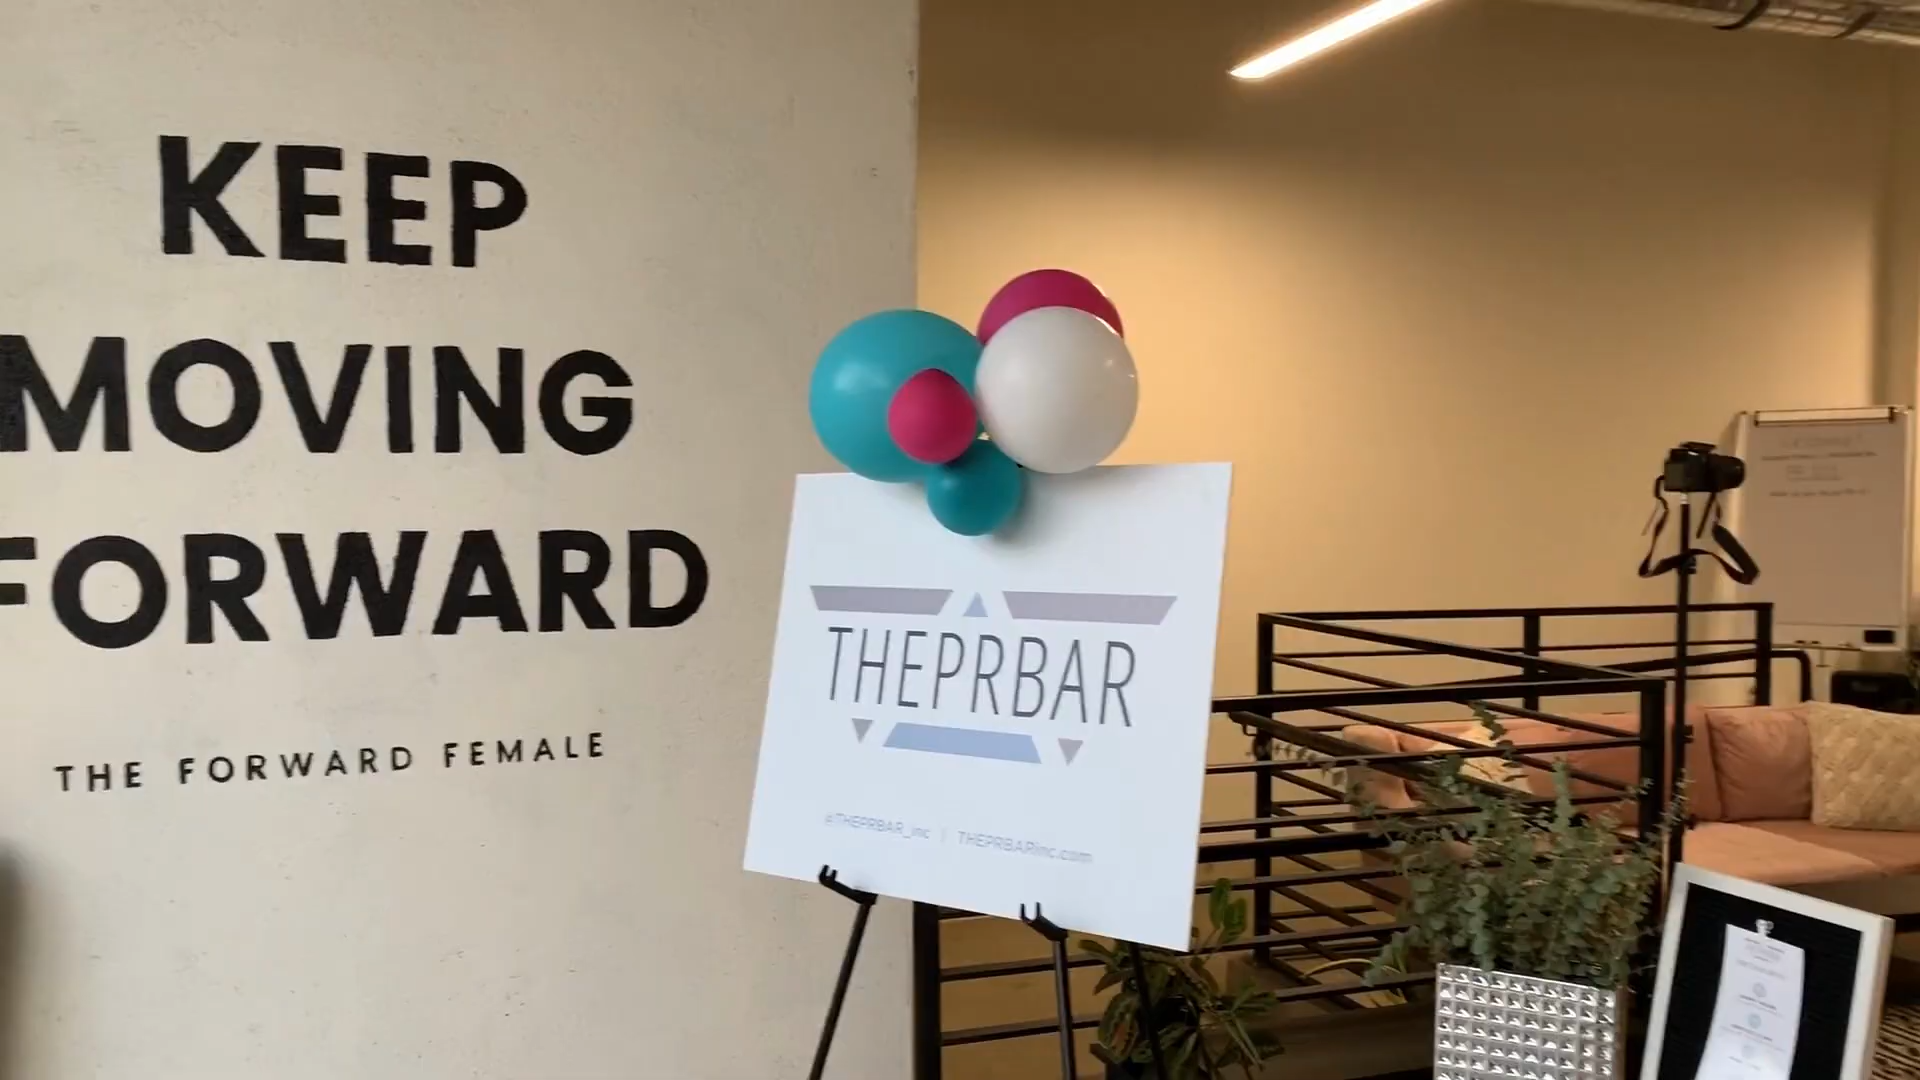 KEEP
MOVING
FORWARD
THE FORWARD FEMALE
THEPRBAR
@THEPRBAR_inc | THEPRBARinc.com